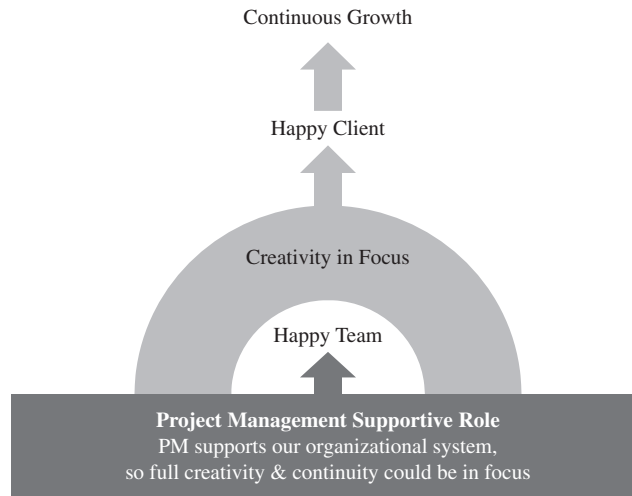 Continuous Growth
Happy Client
Creativity in Focus
Happy Team
Project Management Supportive Role
PM supports our organizational system,
so full creativity & continuity could be in focus